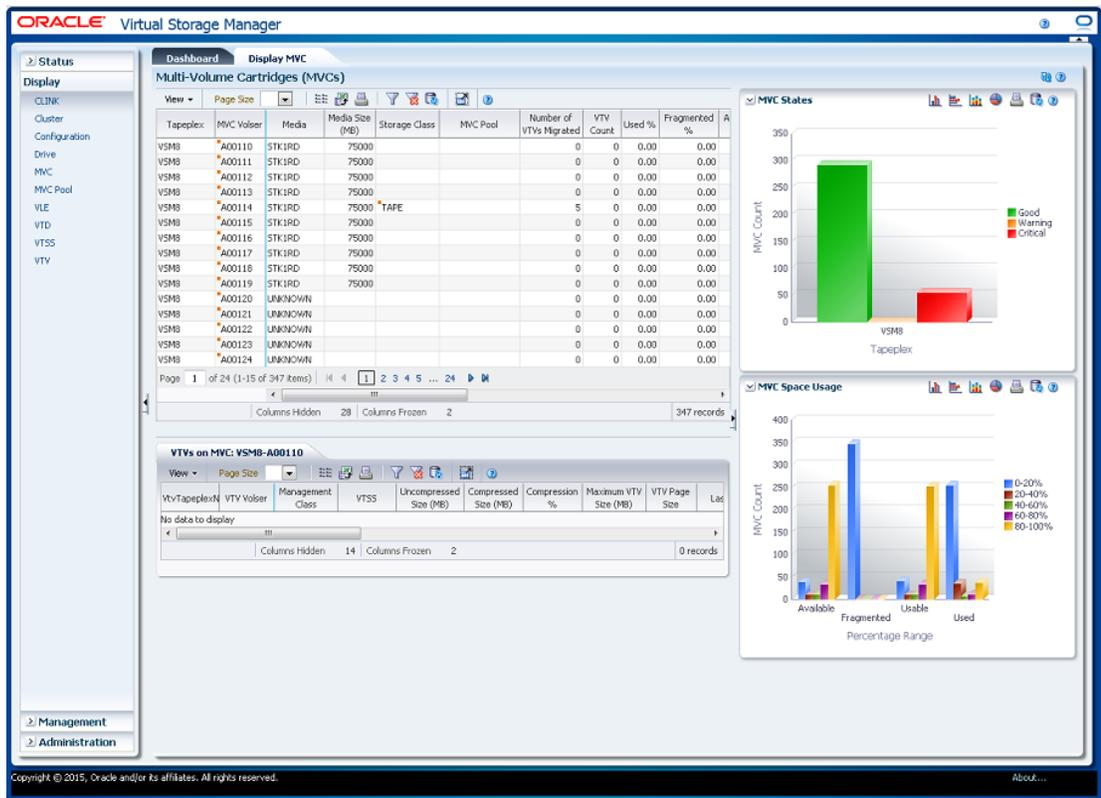 ORACLE Virtual Storage Manager
Status
Display
CLINK
Cluster
Configuration
Drive
MVC
MVC Pool
VLE
VTD
VTSS
VTV
Management
Administration
Dashboard Display MVC
Multi-Volume Cartridges (MVCs)
View Page Size
Tapeplex MVC Volser Media Media Size (MB) Storage Class MVC Pool Number of VTVs Migrated VTV Count Used % Fragmented % A
VSM8 A00110 STK1RD 75000 0 0 0.00 0.00
VSM8 A00111 STK1RD 75000 0 0 0.00 0.00
VSM8 A00112 STK1RD 75000 0 0 0.00 0.00
VSM8 A00113 STK1RD 75000 0 0 0.00 0.00
VSM8 A00114 STK1RD 75000 TAPE 5 0 0.00 0.00
VSM8 A00115 STK1RD 75000 0 0 0.00 0.00
VSM8 A00116 STK1RD 75000 0 0 0.00 0.00
VSM8 A00117 STK1RD 75000 0 0 0.00 0.00
VSM8 A00118 STK1RD 75000 0 0 0.00 0.00
VSM8 A00119 STK1RD 75000 0 0 0.00 0.00
VSM8 A00120 UNKNOWN 0 0 0.00 0.00
VSM8 A00121 UNKNOWN 0 0 0.00 0.00
VSM8 A00122 UNKNOWN 0 0 0.00 0.00
VSM8 A00123 UNKNOWN 0 0 0.00 0.00
VSM8 A00124 UNKNOWN 0 0 0.00 0.00
Page 1 of 24 (1-15 of 347 items) 1 2 3 4 5 ... 24
Columns Hidden 28 Columns Frozen 2 347 records
VTVs on MVC: VSM8-A00110
View Page Size
VtvTapeplexN VTV Volser Management Class VTSS Uncompressed Size (MB) Compressed Size (MB) Compression % Maximum VTV Size (MB) VTV Page Size Las
No data to display
Columns Hidden 14 Columns Frozen 2 0 records
MVC States
350
300
250
200
150
100
50
0
MVC Count
VSM8
Tapeplex
Good
Warning
Critical
MVC Space Usage
400
350
300
250
200
150
100
50
0
MVC Count
Available
Fragmented
Usable
Used
Percentage Range
0-20%
20-40%
40-60%
60-80%
80-100%
Copyright © 2015, Oracle and/or its affiliates. All rights reserved.
About...